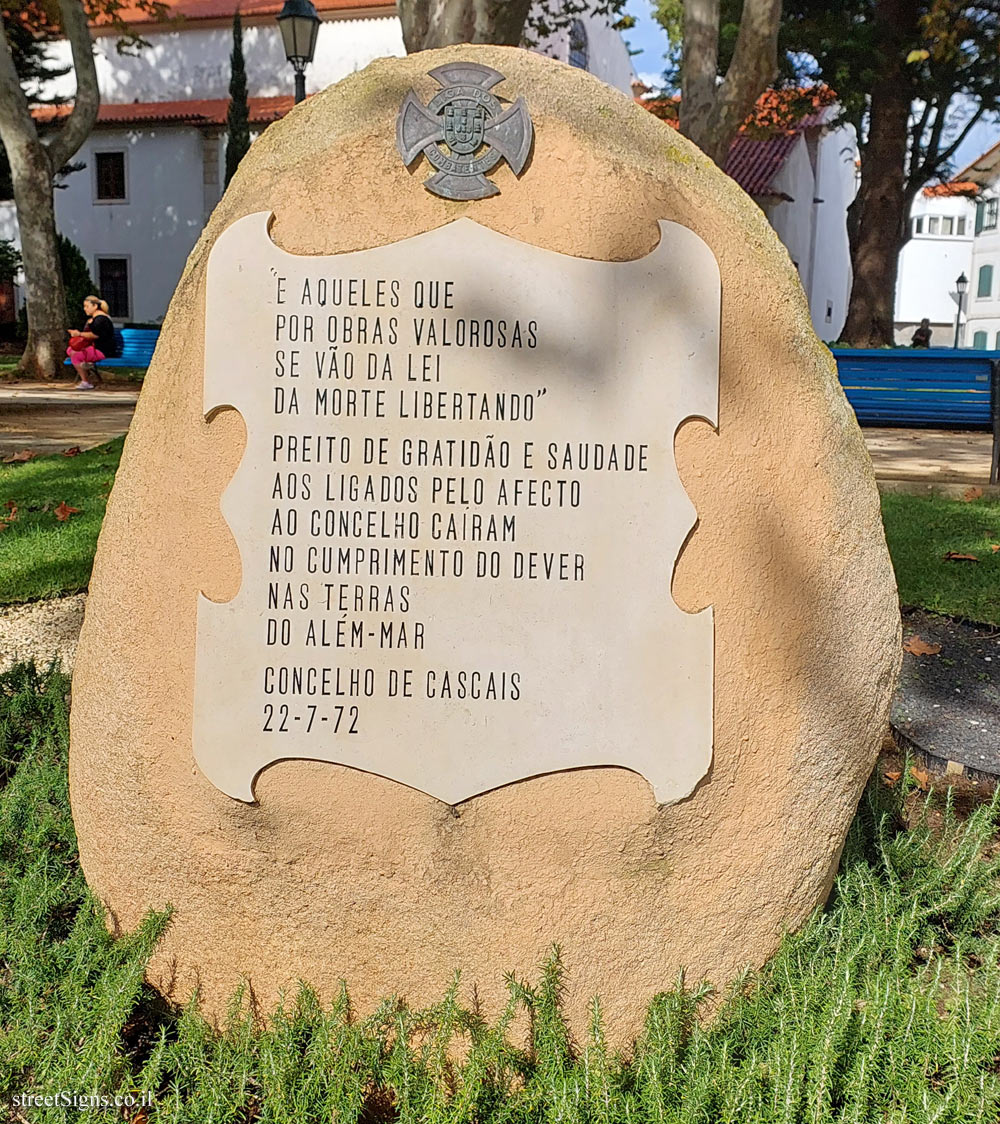 "E AQUELES QUE
POR OBRAS VALOROSAS
SE VÃO DA LEI
DA MORTE LIBERTANDO"
PREITO DE GRATIDÃO E SAUDADE
AOS LIGADOS PELO AFECTO
AO CONCELHO CAÍRAM
NO CUMPRIMENTO DO DEVER
NAS TERRAS
DO ALÉM-MAR
CONCELHO DE CASCAIS
22-7-72
streetSigns.co.il